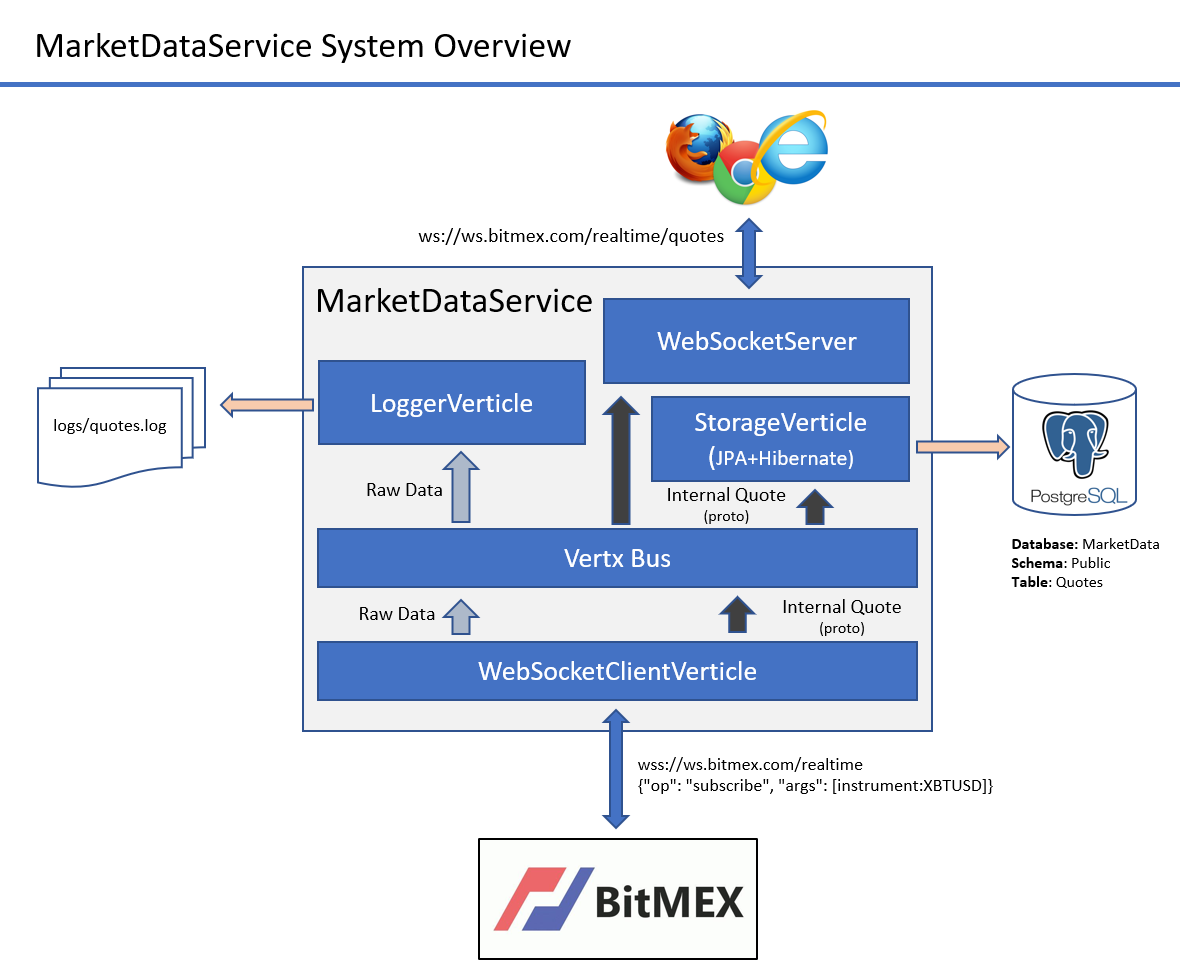 MarketDataService System Overview
ws://ws.bitmex.com/realtime/quotes
MarketDataService
WebSocketServer
LoggerVerticle
StorageVerticle
(JPA+Hibernate)
logs/quotes.log
PostgreSQL
Raw Data
Internal Quote
(proto)
Vertx Bus
Database: MarketData
Schema: Public
Table: Quotes
Raw Data
Internal Quote
(proto)
WebSocketClientVerticle
wss://ws.bitmex.com/realtime
{"op": "subscribe", "args": [instrument:XBTUSD]}
BitMEX